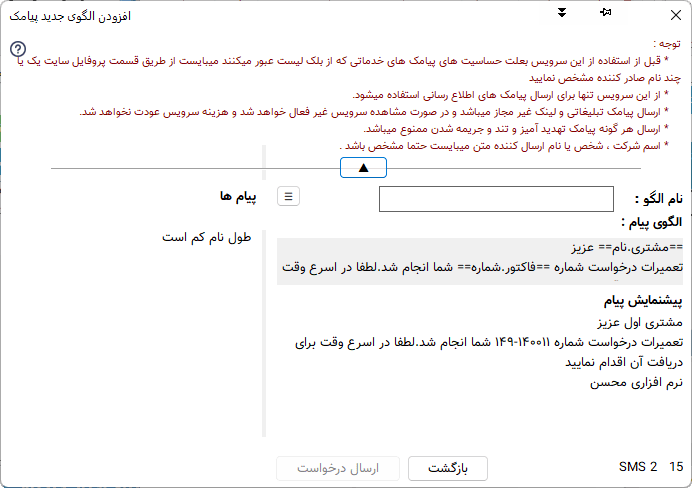 افزودن الگوی جدید پیامک
توجه :
* قبل از استفاده از این سرویس بعلت حساسیت های پیامک های خدماتی که از بلک لیست عبور میکنند میبایست از طریق قسمت پروفایل سایت یک یا
چند نام صادر کننده مشخص نمایید
* از این سرویس تنها برای ارسال پیامک های اطلاع رسانی استفاده میشود.
* ارسال پیامک تبلیغاتی و لینک غیر مجاز میباشد و در صورت مشاهده سرویس غیر فعال خواهد شد و هزینه سرویس عودت نخواهد شد.
* ارسال هر گونه پیامک تهدید آمیز و تند و جریمه شدن ممنوع میباشد.
* اسم شرکت ، شخص یا نام ارسال کننده متن میبایست حتما مشخص باشد .
نام الگو :
الگوی پیام :
==مشتری.نام== عزیز
تعمیرات درخواست شماره ==فاکتور.شماره== شما انجام شد.لطفا در اسرع وقت
پیشنمایش پیام
مشتری اول عزیز
تعمیرات درخواست شماره ۱۴۰۰۱۱-۱۴۹ شما انجام شد.لطفا در اسرع وقت برای
دریافت آن اقدام نمایید
نرم افزاری محسن
پیام ها
طول نام کم است
15 SMS 2
بازگشت
ارسال درخواست